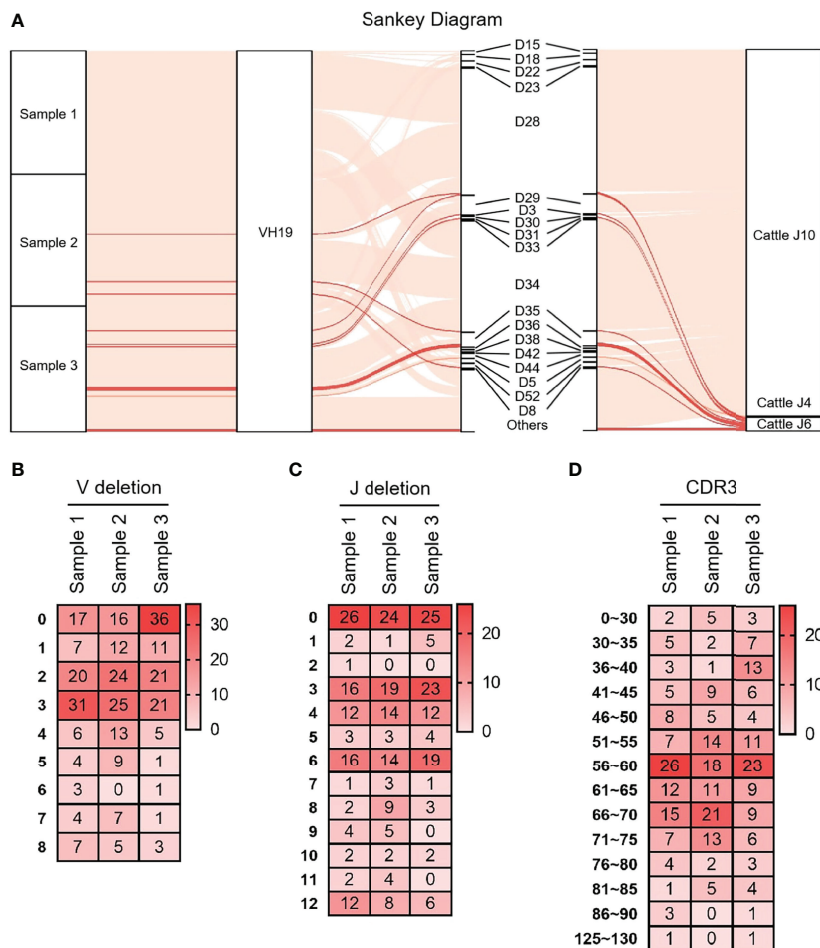 A
Sankey Diagram
Sample 1
Sample 2
Sample 3
VH19
D15
D18
D22
D23
D28
D29
D3
D30
D31
D33
D34
D35
D36
D38
D42
D44
D5
D52
D8
Others
Cattle J10
Cattle J4
Cattle J6
B
V deletion
Sample 1 Sample 2 Sample 3
0 17 16 36
1 7 12 11
2 20 24 21
3 31 25 21
4 6 13 5
5 4 9 1
6 3 0 1
7 4 7 1
8 7 5 3
30
20
10
0
C
J deletion
Sample 1 Sample 2 Sample 3
0 26 24 25
1 2 1 5
2 1 0 0
3 16 19 23
4 12 14 12
5 3 3 4
6 16 14 19
7 1 3 1
8 2 9 3
9 4 5 0
10 2 2 2
11 2 4 0
12 12 8 6
20
10
0
D
CDR3
Sample 1 Sample 2 Sample 3
0~30 2 5 3
30~35 5 2 7
36~40 3 1 13
41~45 5 9 6
46~50 8 5 4
51~55 7 14 11
56~60 26 18 23
61~65 12 11 9
66~70 15 21 9
71~75 7 13 6
76~80 4 2 3
81~85 1 5 4
86~90 3 0 1
125~130 1 0 1
20
10
0